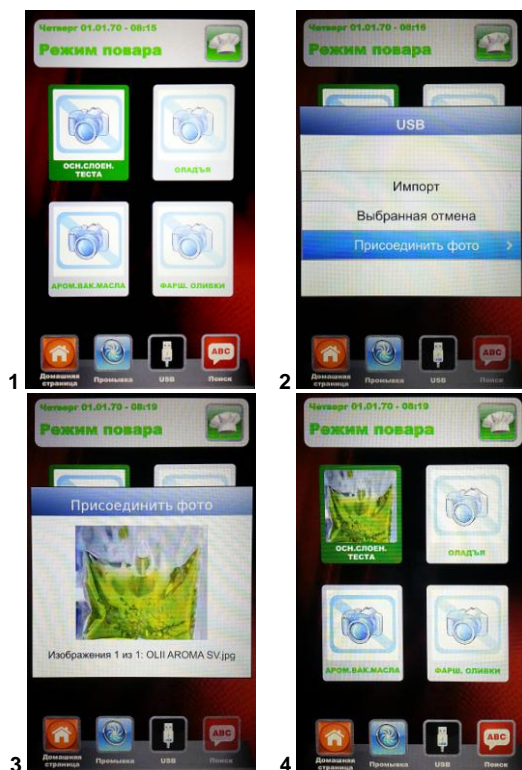 Четверг 01.01.70 - 08:15
Режим повара
ОСН.СЛОЕН.
ТЕСТА
ОЛАДЪЯ
АРОМ.ВАК.МАСЛА
ФАРШ. ОЛИВКИ
Домашняя
страница
Промывка
USB
ABC
Поиск
1
Четверг 01.01.70 - 08:16
Режим повара
USB
Импорт
Выбранная отмена
Присоединить фото
Домашняя
страница
Промывка
USB
ABC
Поиск
2
Четверг 01.01.70 - 08:19
Режим повара
Присоединить фото
Изображения 1 из 1: OLII AROMA SV.jpg
Домашняя
страница
Промывка
USB
ABC
Поиск
3
Четверг 01.01.70 - 08:19
Режим повара
ОСН.СЛОЕН.
ТЕСТА
ОЛАДЪЯ
АРОМ.ВАК.МАСЛА
ФАРШ. ОЛИВКИ
Домашняя
страница
Промывка
USB
ABC
Поиск
4